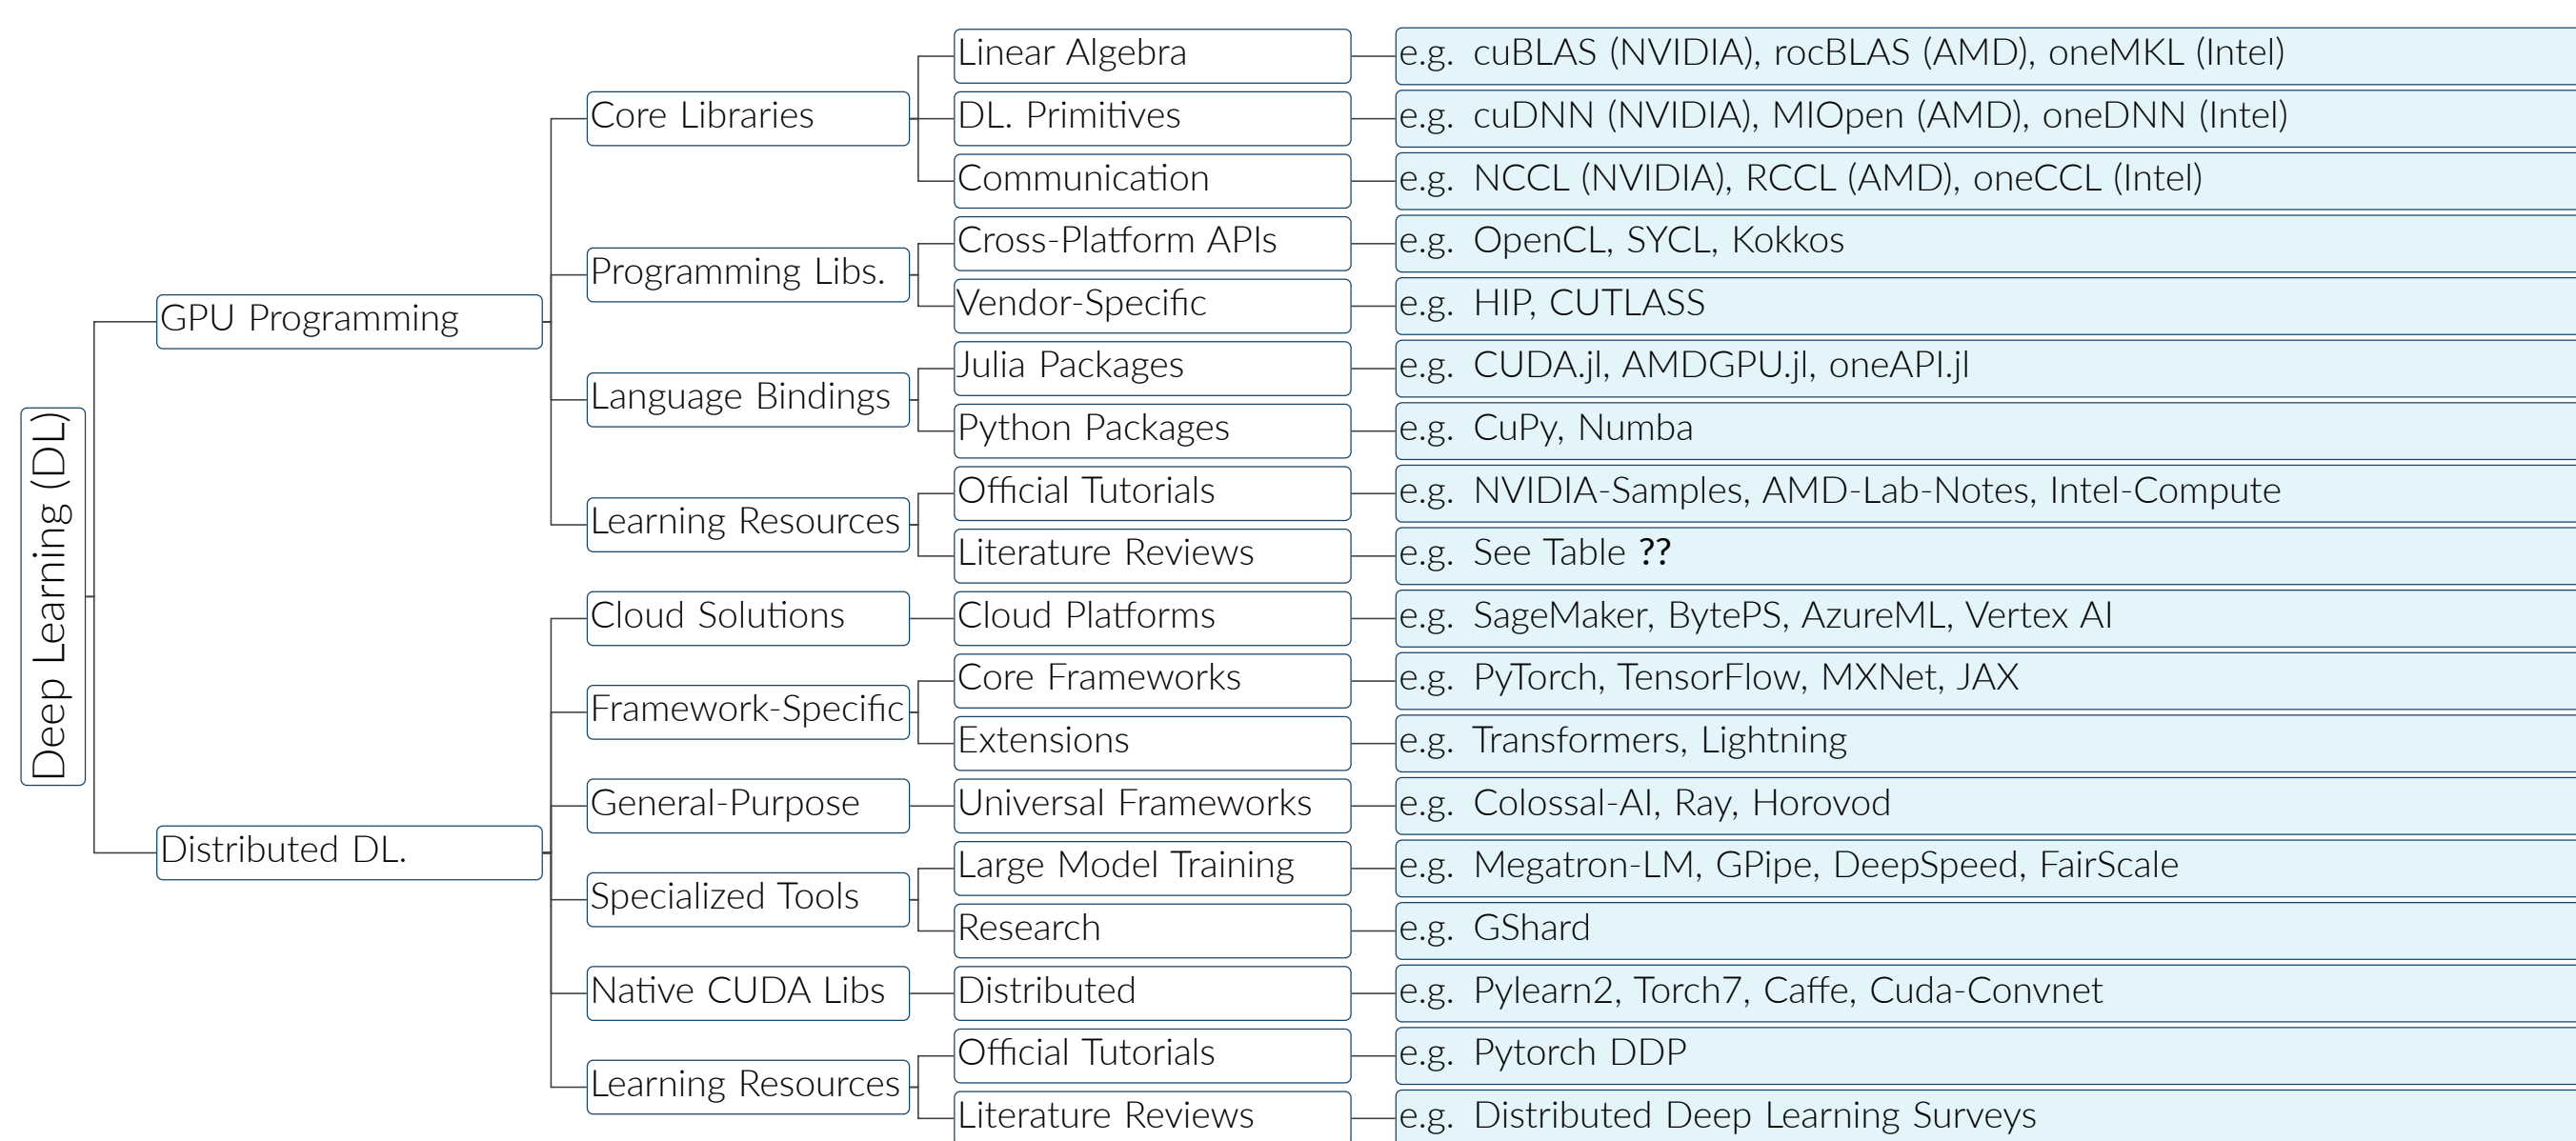 Deep Learning (DL)
GPU Programming
Core Libraries
Linear Algebra
e.g. cuBLAS (NVIDIA), rocBLAS (AMD), oneMKL (Intel)
DL. Primitives
e.g. cuDNN (NVIDIA), MIOpen (AMD), oneDNN (Intel)
Communication
e.g. NCCL (NVIDIA), RCCL (AMD), oneCCL (Intel)
Programming Libs.
Cross-Platform APIs
e.g. OpenCL, SYCL, Kokkos
Vendor-Specific
e.g. HIP, CUTLASS
Language Bindings
Julia Packages
e.g. CUDA.jl, AMDGPU.jl, oneAPI.jl
Python Packages
e.g. CuPy, Numba
Learning Resources
Official Tutorials
e.g. NVIDIA-Samples, AMD-Lab-Notes, Intel-Compute
Literature Reviews
e.g. See Table ??
Distributed DL.
Cloud Solutions
Cloud Platforms
e.g. SageMaker, BytePS, AzureML, Vertex AI
Framework-Specific
Core Frameworks
e.g. PyTorch, TensorFlow, MXNet, JAX
Extensions
e.g. Transformers, Lightning
General-Purpose
Universal Frameworks
e.g. Colossal-AI, Ray, Horovod
Specialized Tools
Large Model Training
e.g. Megatron-LM, GPipe, DeepSpeed, FairScale
Research
e.g. GShard
Native CUDA Libs
Distributed
e.g. Pylearn2, Torch7, Caffe, Cuda-Convnet
Learning Resources
Official Tutorials
e.g. Pytorch DDP
Literature Reviews
e.g. Distributed Deep Learning Surveys